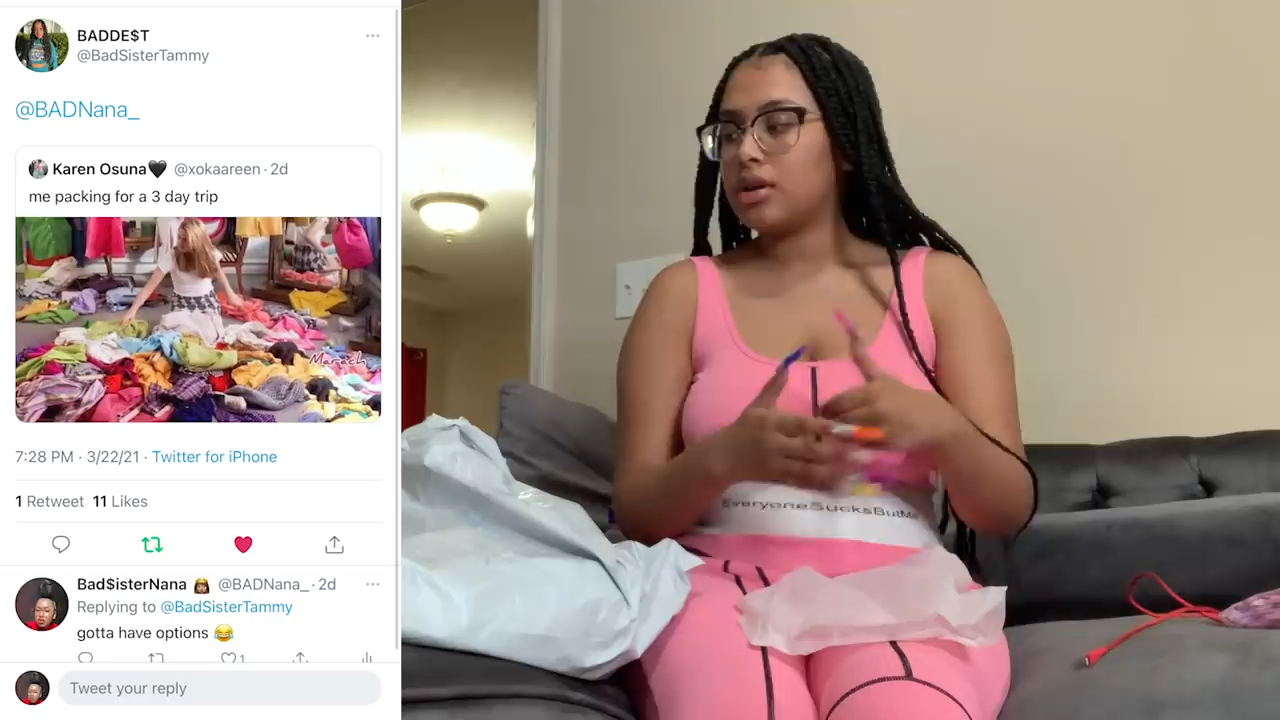 BADDE$T
@BadSisterTammy
@BADNana_
Karen Osuna🖤 @xokaareen · 2d
me packing for a 3 day trip
7:28 PM · 3/22/21 · Twitter for iPhone
1 Retweet 11 Likes
Bad$isterNana 👸🏾 @BADNana_ · 2d
Replying to @BadSisterTammy
gotta have options 😂
1
Tweet your reply
EveryoneSucksButMe